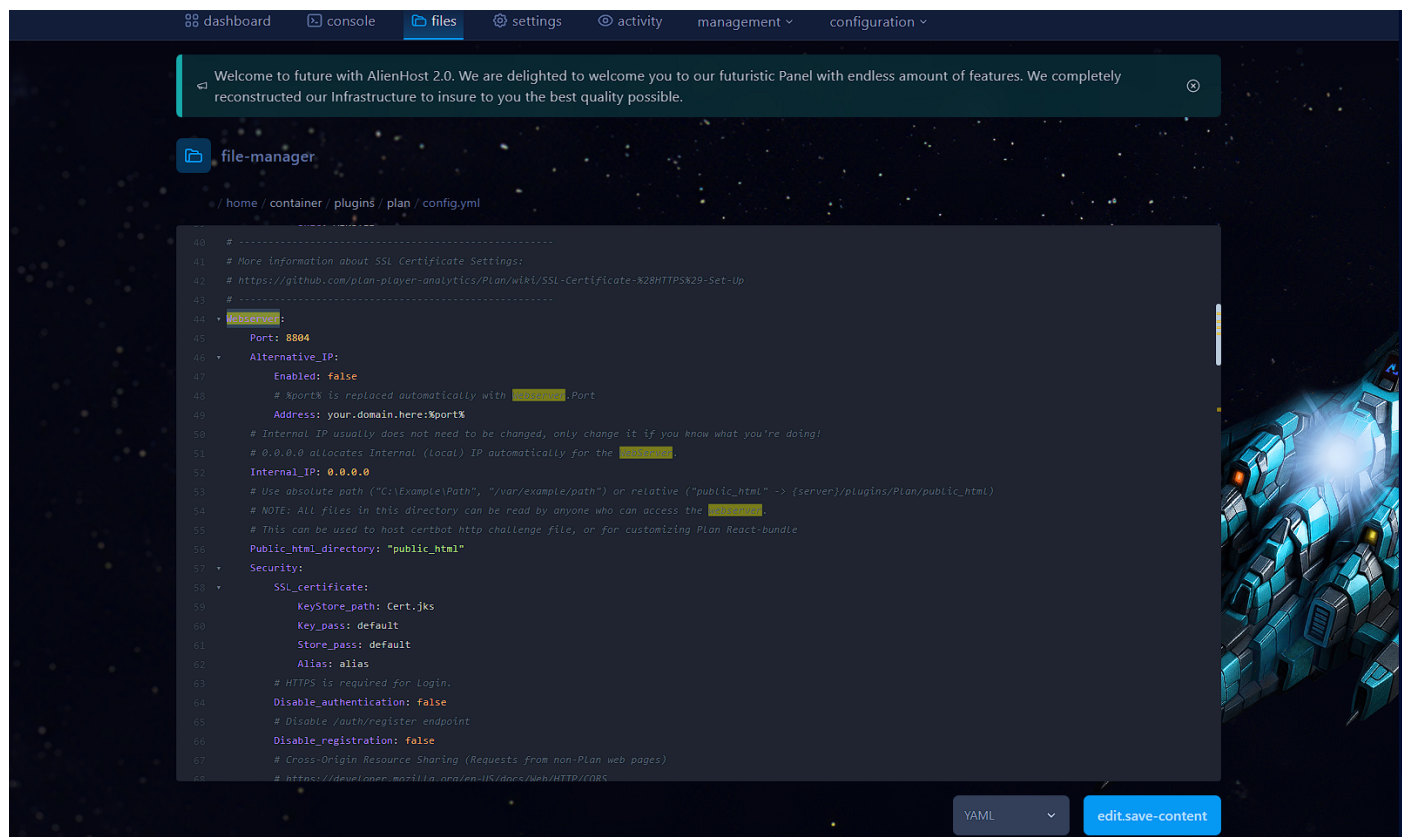 dashboard console files settings activity management configuration
Welcome to future with AlienHost 2.0. We are delighted to welcome you to our futuristic Panel with endless amount of features. We completely
reconstructed our Infrastructure to insure to you the best quality possible.
file-manager
/ home / container / plugins / plan / config.yml
40 # -----------------------------------------------------
41 # More information about SSL Certificate Settings:
42 # https://github.com/plan-player-analytics/Plan/wiki/SSL-Certificate-%28HTTPS%29-Set-Up
43 # -----------------------------------------------------
44 Webserver:
45 Port: 8804
46 Alternative_IP:
47 Enabled: false
48 # %port% is replaced automatically with Webserver.Port
49 Address: your.domain.here:%port%
50 # Internal IP usually does not need to be changed, only change it if you know what you're doing!
51 # 0.0.0.0 allocates Internal (local) IP automatically for the WebServer.
52 Internal_IP: 0.0.0.0
53 # Use absolute path ("C:\Example\Path", "/var/example/path") or relative ("public_html" -> {server}/plugins/Plan/public_html)
54 # NOTE: All files in this directory can be read by anyone who can access the webserver.
55 # This can be used to host certbot http challenge file, or for customizing Plan React-bundle
56 Public_html_directory: "public_html"
57 Security:
58 SSL_certificate:
59 KeyStore_path: Cert.jks
60 Key_pass: default
61 Store_pass: default
62 Alias: alias
63 # HTTPS is required for Login.
64 Disable_authentication: false
65 # Disable /auth/register endpoint
66 Disable_registration: false
67 # Cross-Origin Resource Sharing (Requests from non-Plan web pages)
68 # https://developer.mozilla.org/en-US/docs/Web/HTTP/CORS
YAML
edit.save-content